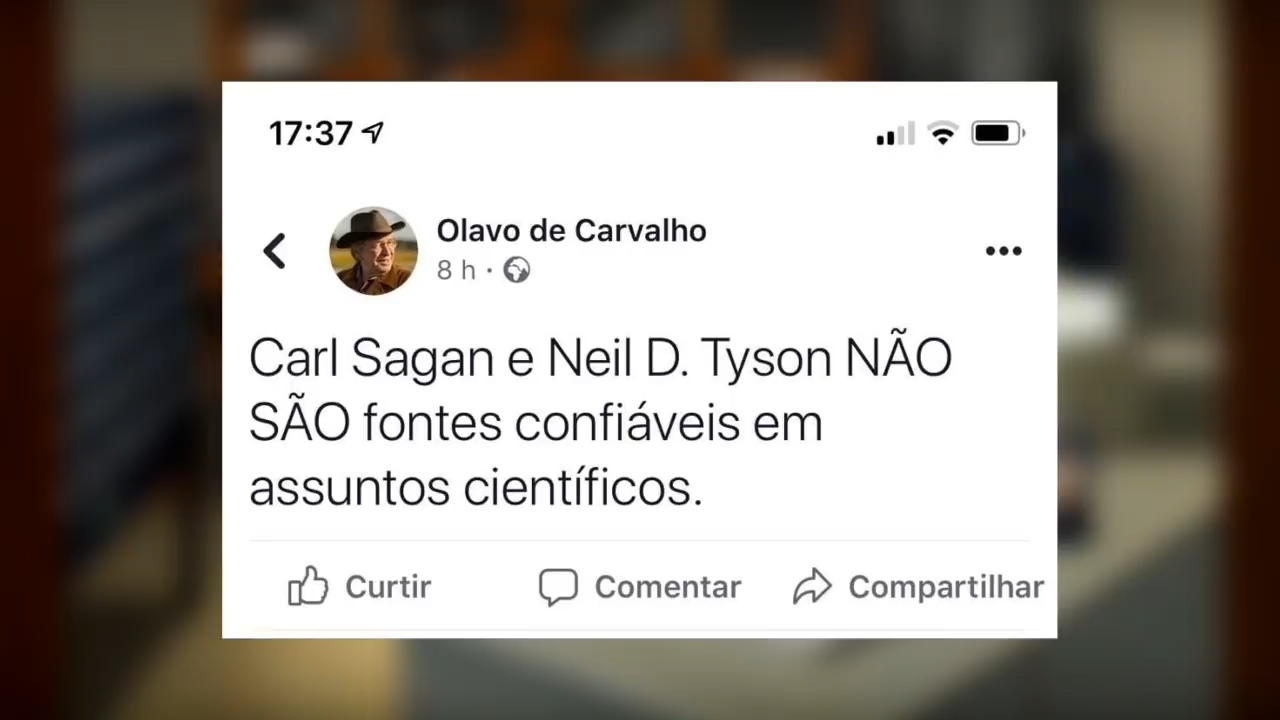 17:37
Olavo de Carvalho
8 h ·
Carl Sagan e Neil D. Tyson NÃO
SÃO fontes confiáveis em
assuntos científicos.
Curtir Comentar Compartilhar